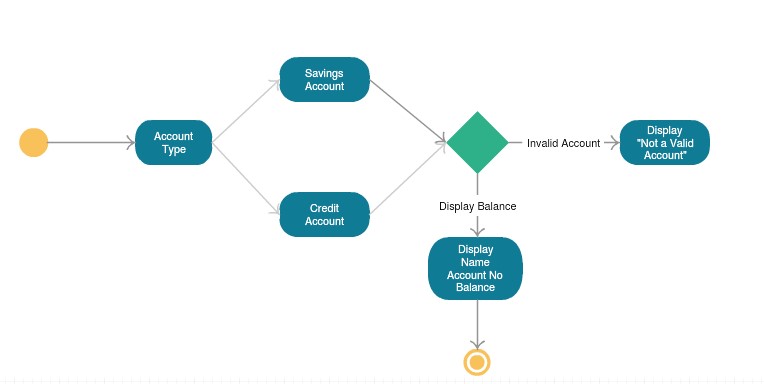 Savings
Account
Account
Type
Invalid Account
Display
"Not a Valid
Account"
Credit
Account
Display Balance
Display
Name
Account No
Balance